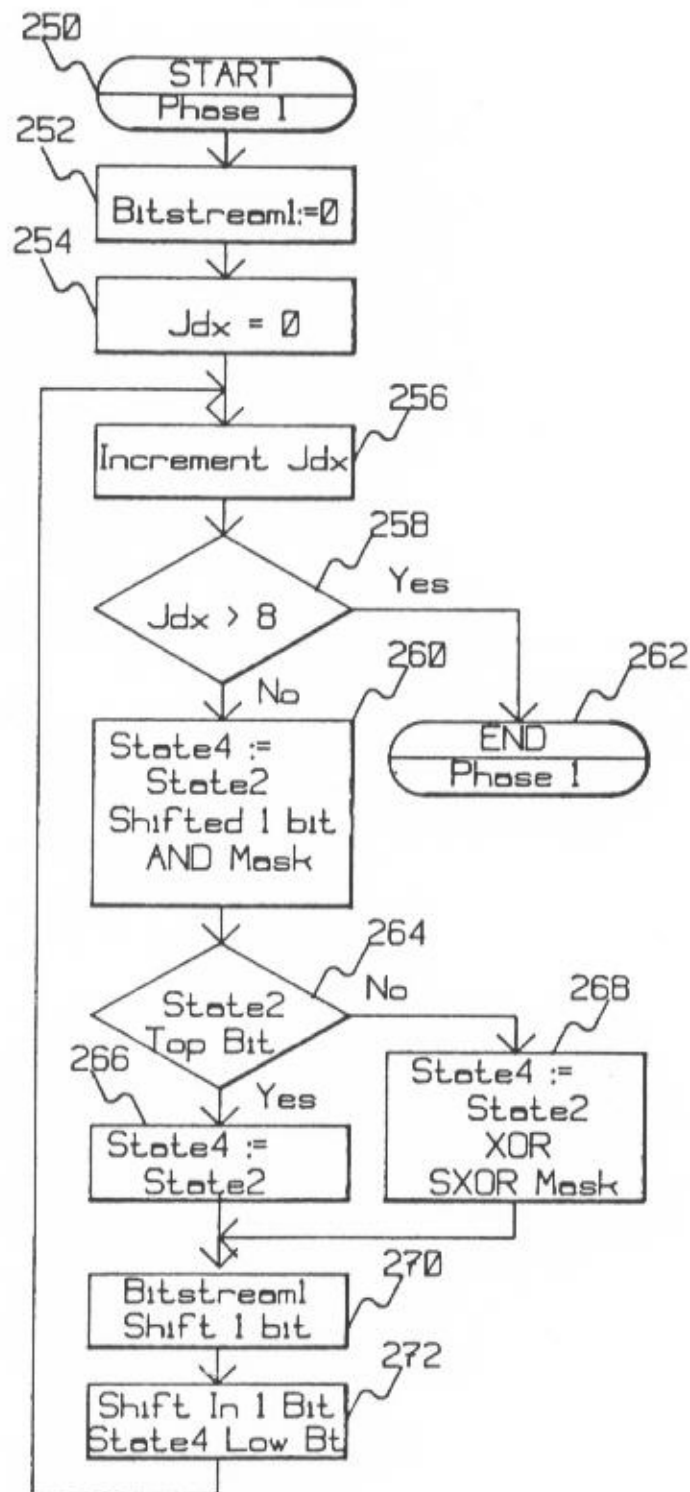 250
START
Phase 1
252
Bitstream1:=0
254
Jdx = 0
256
Increment Jdx
258
Jdx > 8
Yes
No
260
State4 :=
State2
Shifted 1 bit
AND Mask
262
END
Phase 1
264
State2
Top Bit
No
Yes
266
State4 :=
State2
268
State4 :=
State2
XOR
SXOR Mask
270
Bitstream1
Shift 1 bit
272
Shift In 1 Bit
State4 Low Bt